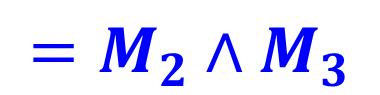 = M₂ ∧ M₃